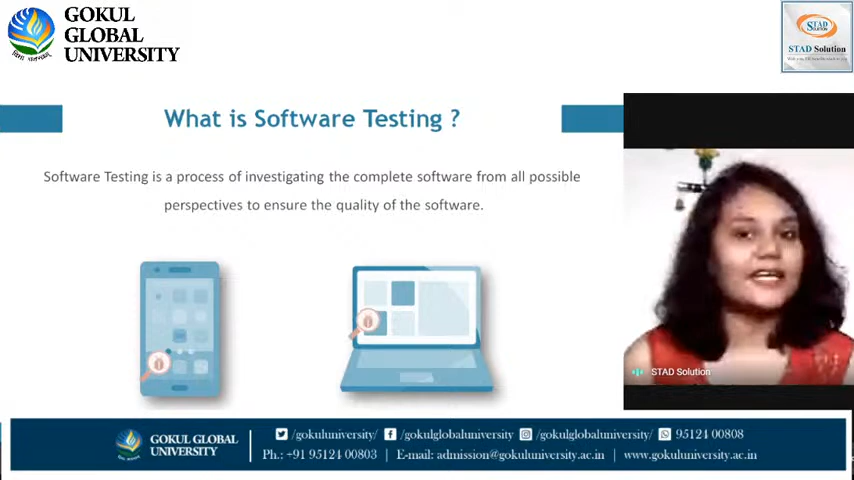 GOKUL
GLOBAL
UNIVERSITY
STAD
SOLUTION
STAD Solution
What is Software Testing ?
Software Testing is a process of investigating the complete software from all possible
perspectives to ensure the quality of the software.
STAD Solution
GOKUL GLOBAL
UNIVERSITY
/gokuluniversity/ /gokulglobaluniversity /gokulglobaluniversity/ 95124 00808
Ph.: +91 95124 00803 | E-mail: admission@gokuluniversity.ac.in | www.gokuluniversity.ac.in